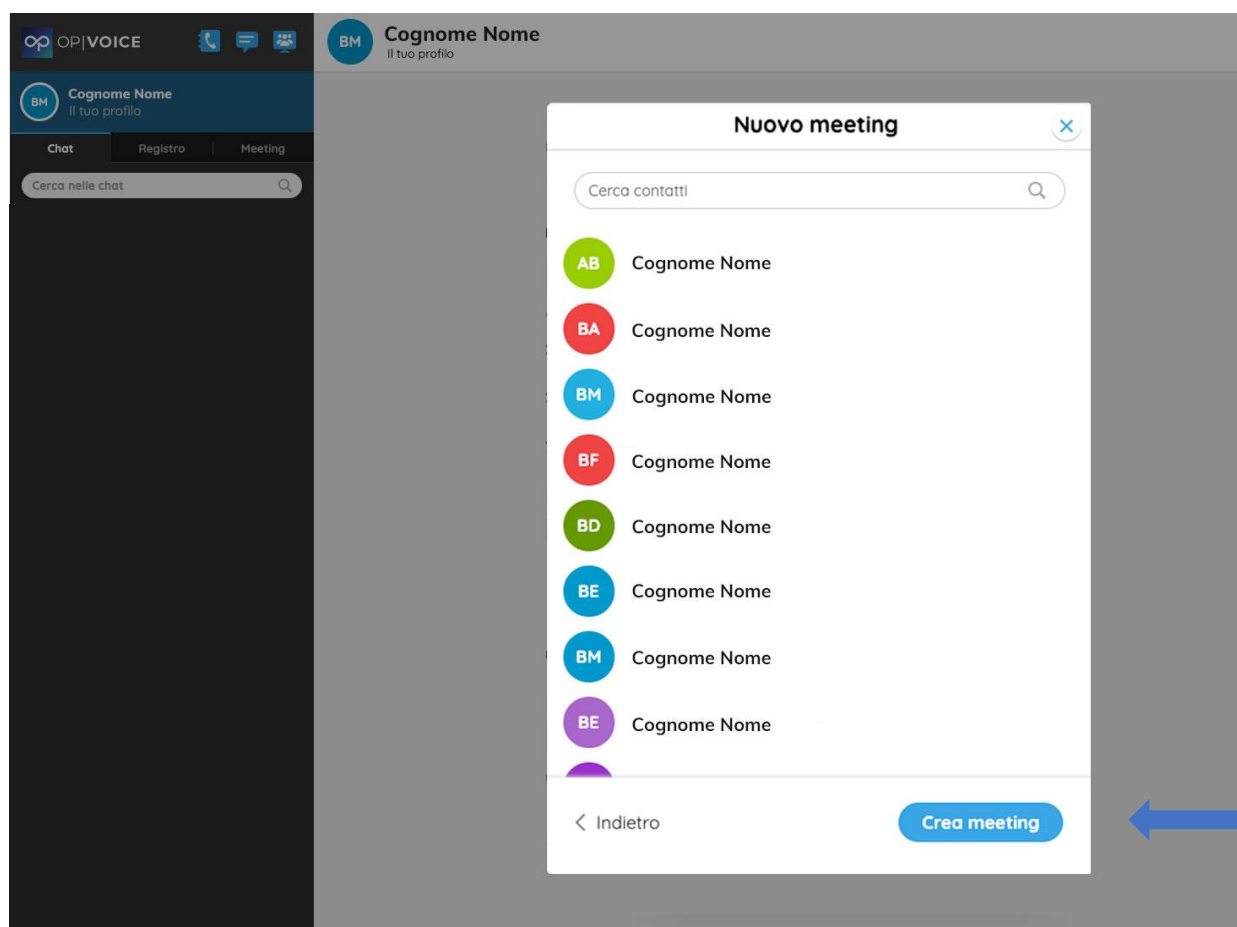 op OP|VOICE
BM Cognome Nome
Il tuo profilo
Chat Registro Meeting
Cerca nelle chat
BM Cognome Nome
Il tuo profilo
Nuovo meeting
Cerca contatti
AB Cognome Nome
BA Cognome Nome
BM Cognome Nome
BF Cognome Nome
BD Cognome Nome
BE Cognome Nome
BM Cognome Nome
BE Cognome Nome
Indietro Crea meeting